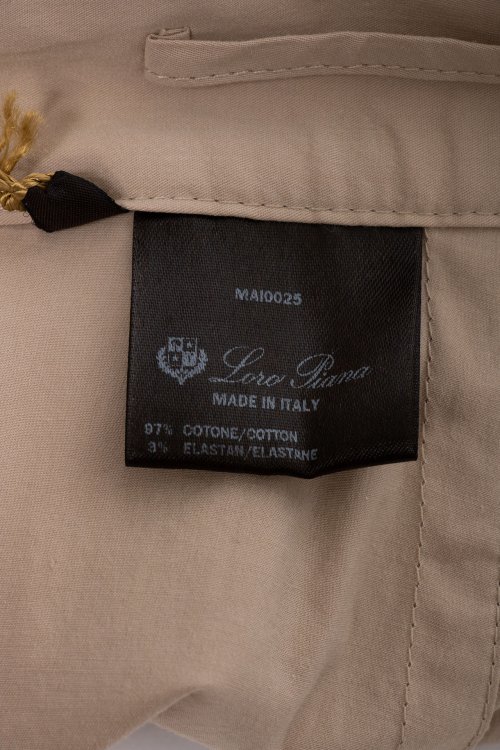 MAI0025
Loro Piana
MADE IN ITALY
97% COTONE/COTTON
3% ELASTAN/ELASTANE